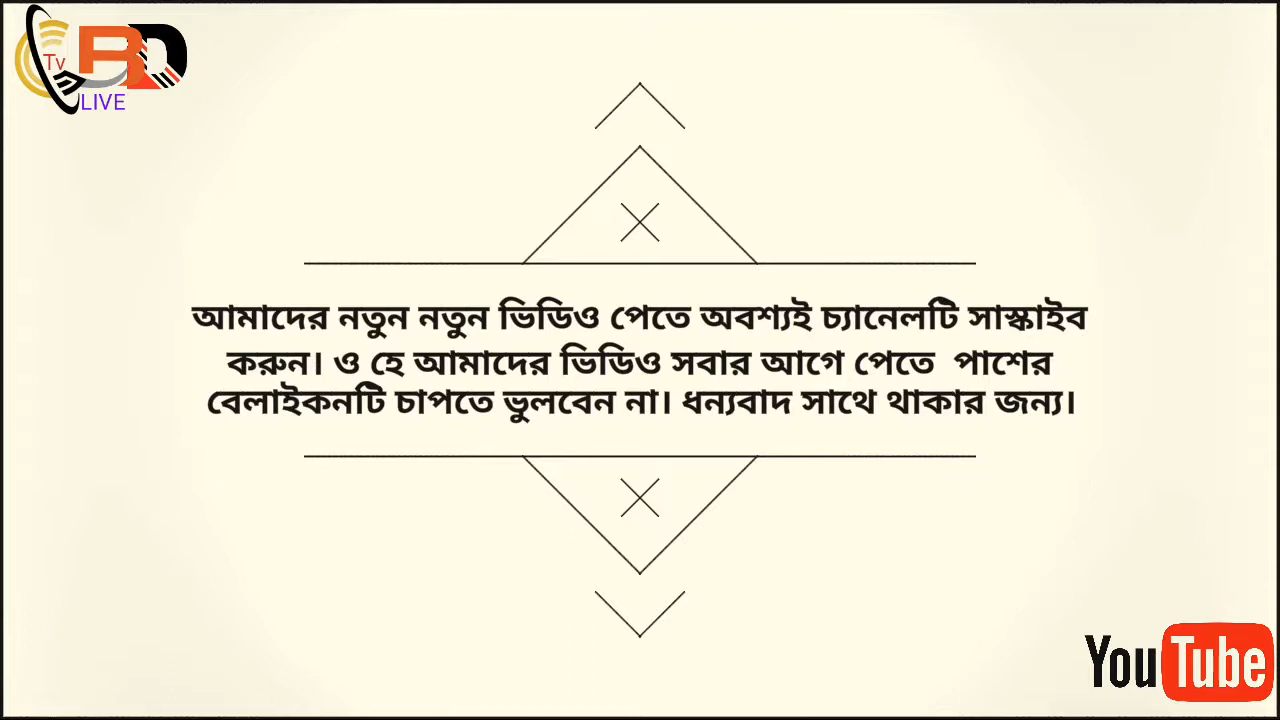 Tv BD
LIVE
আমাদের নতুন নতুন ভিডিও পেতে অবশ্যই চ্যানেলটি সাস্কাইব
করুন। ও হে আমাদের ভিডিও সবার আগে পেতে পাশের
বেলাইকনটি চাপতে ভুলবেন না। ধন্যবাদ সাথে থাকার জন্য।
YouTube